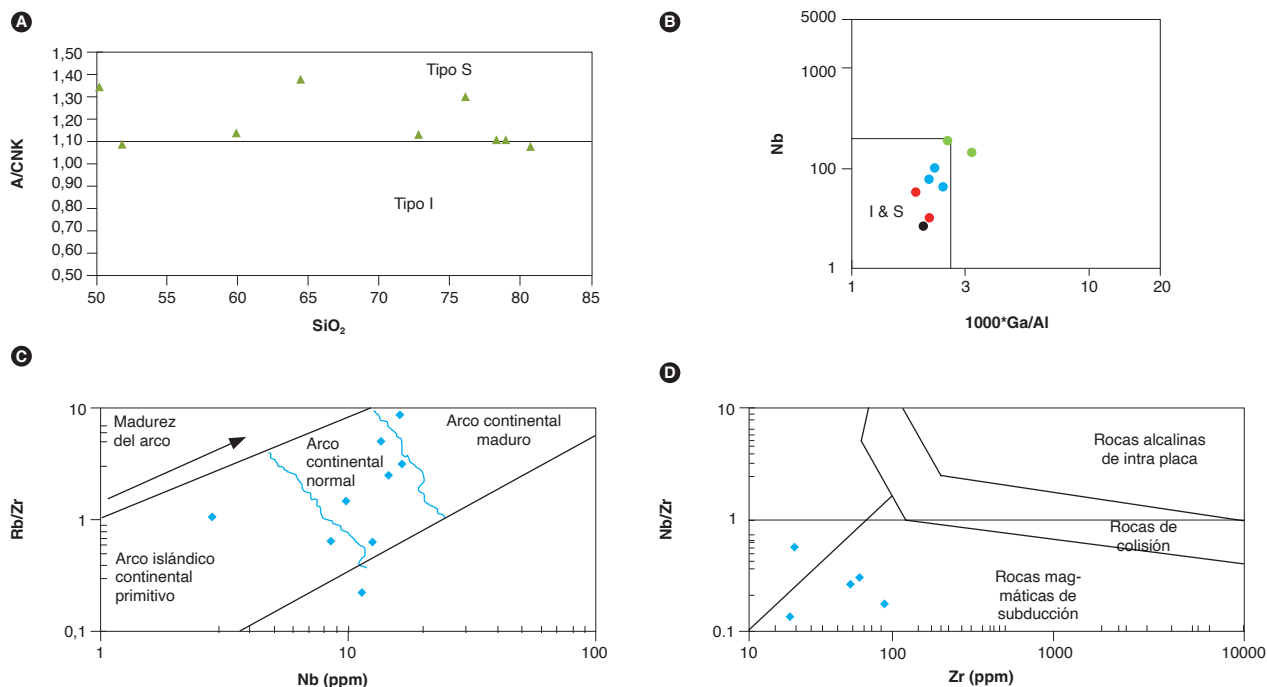 A
1,50
1,40
1,30
1,20
1,10
1,00
0,90
0,80
0,70
0,60
0,50
A/CNK
Tipo S
Tipo I
50
55
60
65
70
75
80
85
SiO₂
B
5000
1000
100
1
Nb
I & S
1
3
10
20
1000*Ga/Al
C
10
1
0,1
Rb/Zr
Madurez
del arco
Arco
continental
normal
Arco continental
maduro
Arco islándico
continental
primitivo
1
10
100
Nb (ppm)
D
10
1
0.1
Nb/Zr
Rocas alcalinas
de intra placa
Rocas de
colisión
Rocas mag-
máticas de
subducción
10
100
1000
10000
Zr (ppm)